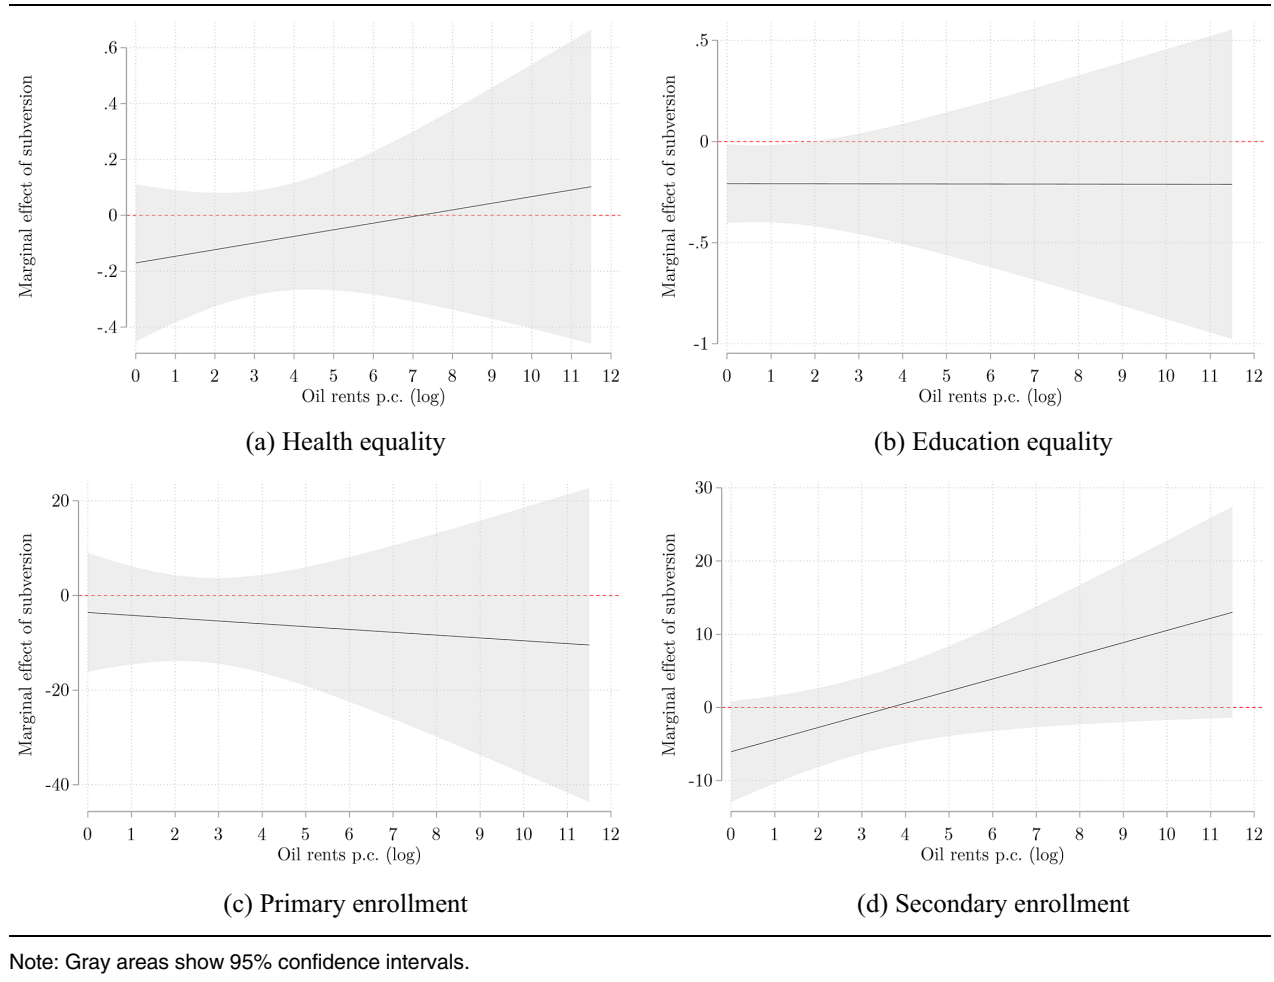 Marginal effect of subversion
.6
.4
.2
0
-.2
-.4
0 1 2 3 4 5 6 7 8 9 10 11 12
Oil rents p.c. (log)
(a) Health equality
Marginal effect of subversion
.5
0
-.5
-1
0 1 2 3 4 5 6 7 8 9 10 11 12
Oil rents p.c. (log)
(b) Education equality
Marginal effect of subversion
20
0
-20
-40
0 1 2 3 4 5 6 7 8 9 10 11 12
Oil rents p.c. (log)
(c) Primary enrollment
Marginal effect of subversion
30
20
10
0
-10
0 1 2 3 4 5 6 7 8 9 10 11 12
Oil rents p.c. (log)
(d) Secondary enrollment
Note: Gray areas show 95% confidence intervals.